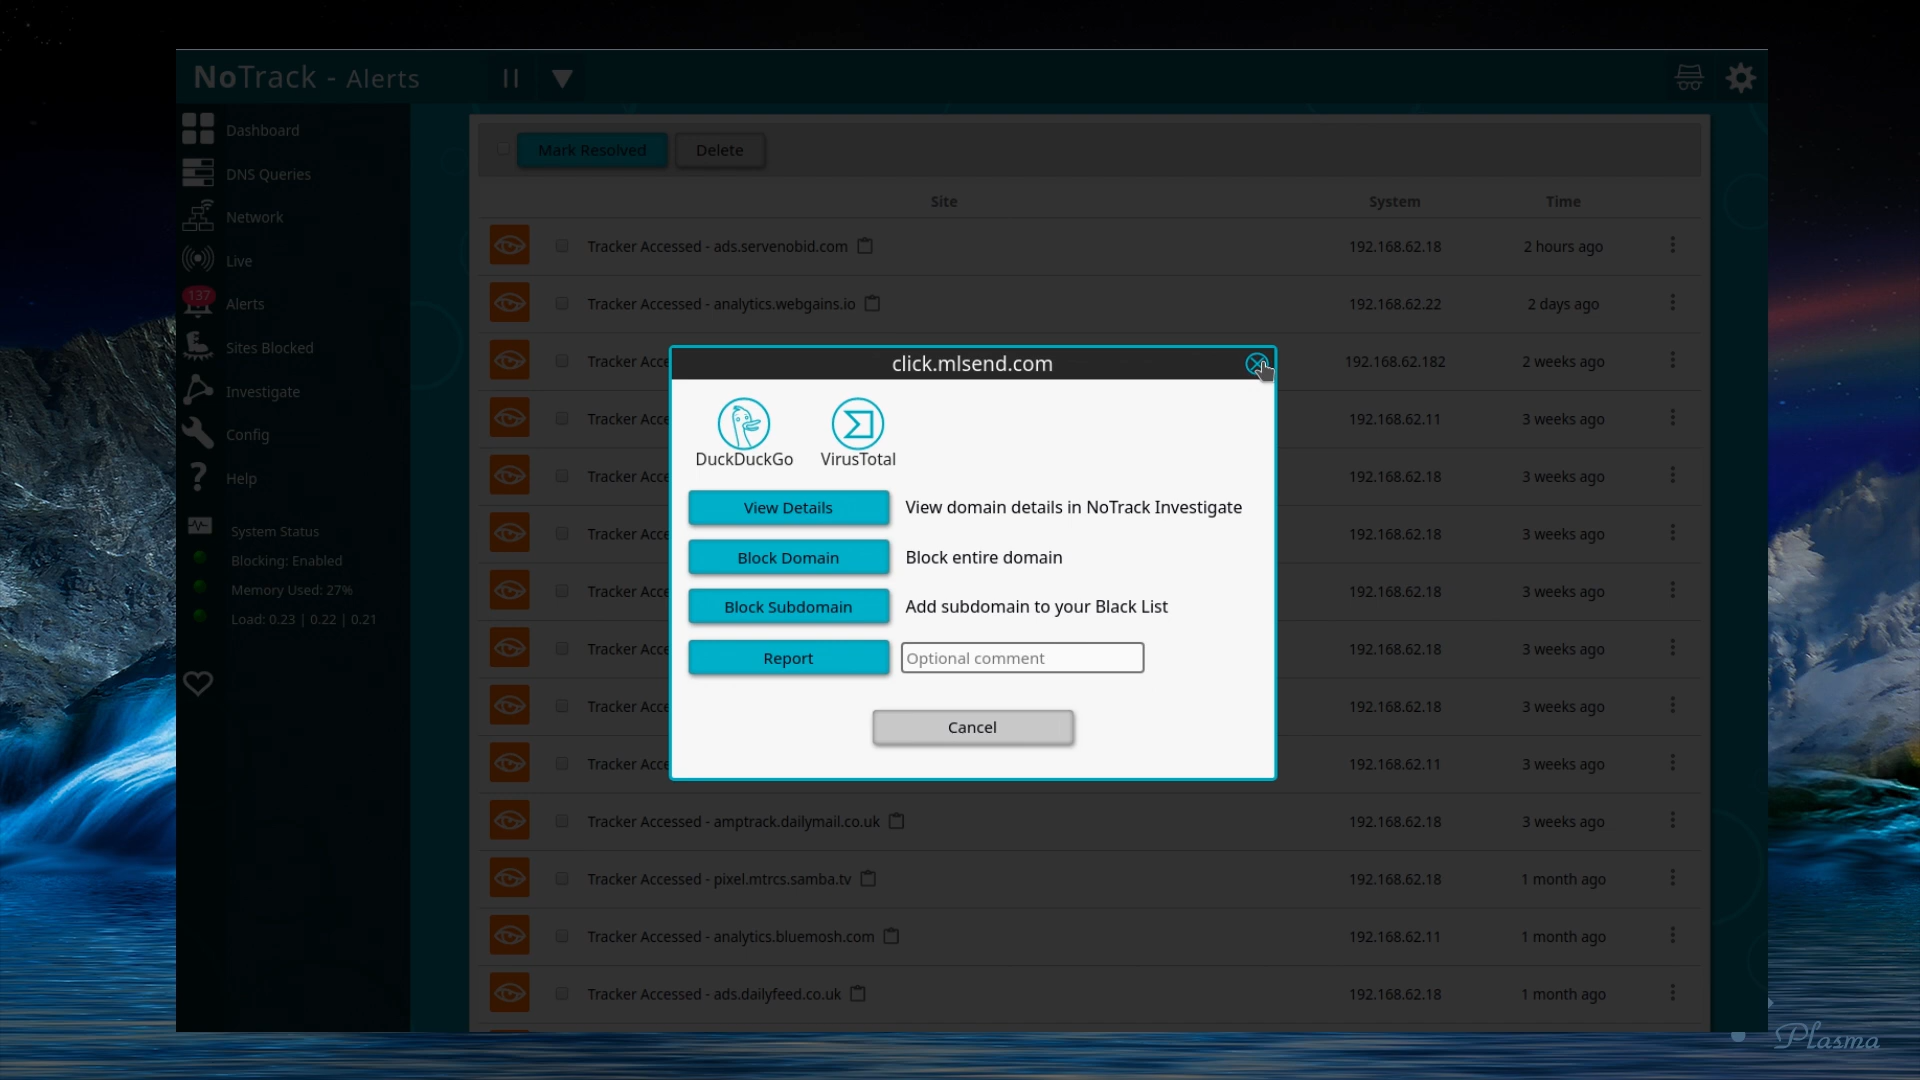 NoTrack - Alerts
Dashboard
DNS Queries
Network
Live
137
Alerts
Sites Blocked
Investigate
Config
Help
System Status
Blocking: Enabled
Memory Used: 27%
Load: 0.23 | 0.22 | 0.21
Mark Resolved Delete
Site System Time
Tracker Accessed - ads.servenobid.com 192.168.62.18 2 hours ago
Tracker Accessed - analytics.webgains.io 192.168.62.22 2 days ago
Tracker Acce 192.168.62.182 2 weeks ago
Tracker Acce 192.168.62.11 3 weeks ago
Tracker Acce 192.168.62.18 3 weeks ago
Tracker Acce 192.168.62.18 3 weeks ago
Tracker Acce 192.168.62.18 3 weeks ago
Tracker Acce 192.168.62.18 3 weeks ago
Tracker Acce 192.168.62.18 3 weeks ago
Tracker Acce 192.168.62.11 3 weeks ago
Tracker Accessed - amptrack.dailymail.co.uk 192.168.62.18 3 weeks ago
Tracker Accessed - pixel.mtrcs.samba.tv 192.168.62.18 1 month ago
Tracker Accessed - analytics.bluemosh.com 192.168.62.11 1 month ago
Tracker Accessed - ads.dailyfeed.co.uk 192.168.62.18 1 month ago
click.mlsend.com
DuckDuckGo VirusTotal
View Details View domain details in NoTrack Investigate
Block Domain Block entire domain
Block Subdomain Add subdomain to your Black List
Report Optional comment
Cancel
Plasma